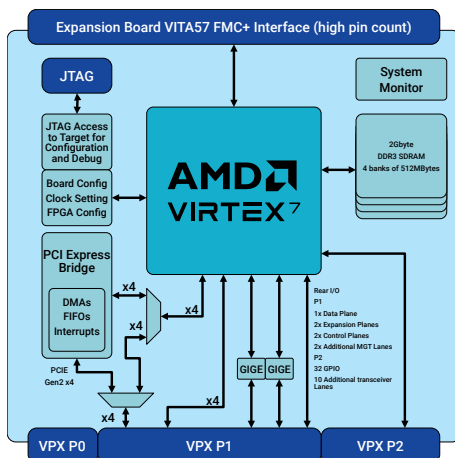 Expansion Board VITA57 FMC+ Interface (high pin count)
JTAG
System
Monitor
JTAG Access
to Target for
Configuration
and Debug
Board Config
Clock Setting
FPGA Config
AMD
VIRTEX 7
2Gbyte
DDR3 SDRAM
4 banks of 512MBytes
PCI Express
Bridge
DMAs
FIFOs
Interrupts
x4
x4
PCIE
Gen2 x4
x4
x4
GIGE
GIGE
Rear I/O
P1
1x Data Plane
2x Expansion Planes
2x Control Planes
2x Additional MGT Lanes
P2
32 GPIO
10 Additional transceiver
Lanes
VPX P0
VPX P1
VPX P2